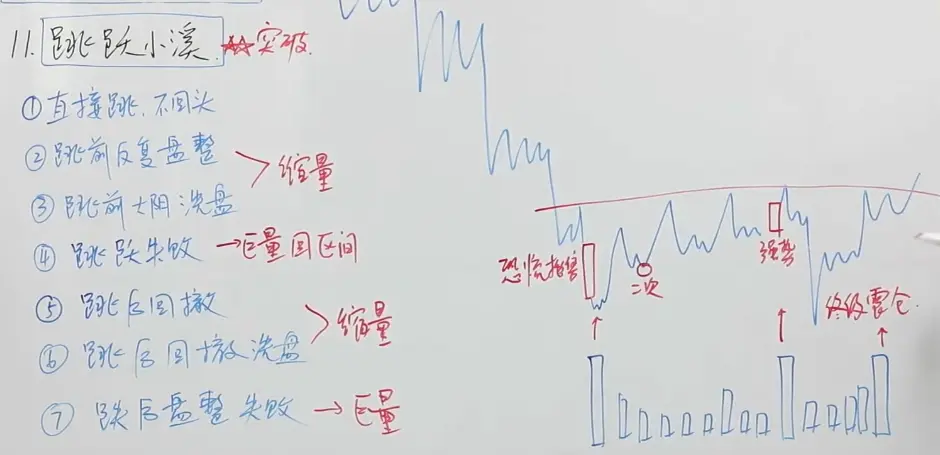 11. 跳跃小溪. ☆☆突破.
① 直接跳.不回头
② 跳前反复盘整
缩量
③ 跳前大阴洗盘
④ 跳跃失败 → 巨量回区间
⑤ 跳后回撤
缩量
⑥ 跳后回撤洗盘
⑦ 跌后盘整失败 → 巨量
恐慌抛售
二次
强势
终级震仓.